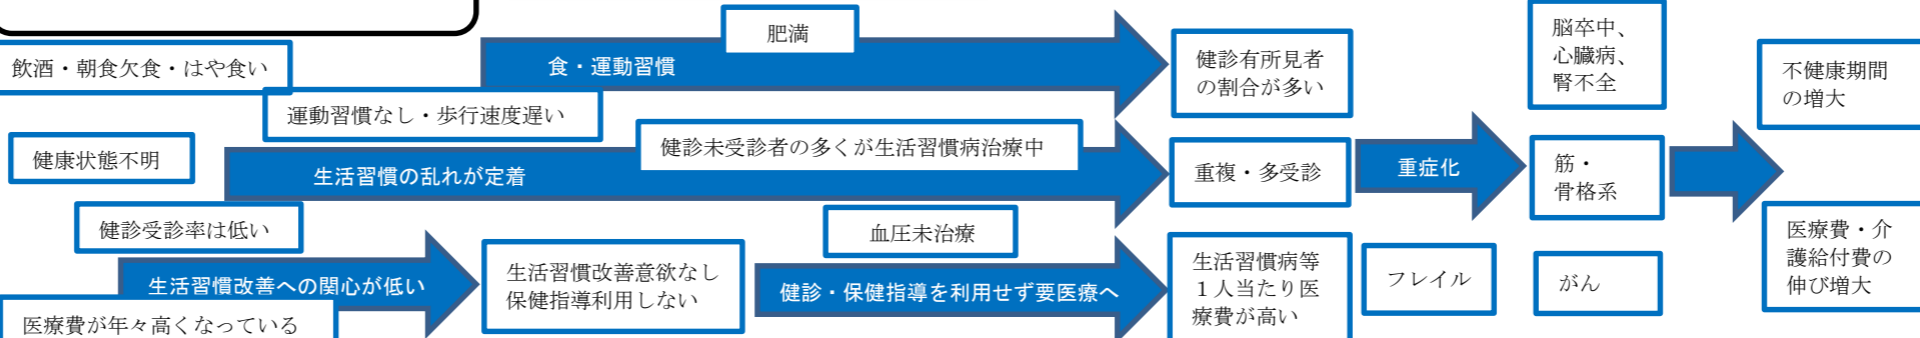 肥満
飲酒・朝食欠食・はや食い
食・運動習慣
運動習慣なし・歩行速度遅い
健診有所見者
の割合が多い
脳卒中、
心臓病、
腎不全
不健康期間
の増大
健康状態不明
健診未受診者の多くが生活習慣病治療中
生活習慣の乱れが定着
重複・多受診
重症化
筋・
骨格系
健診受診率は低い
血圧未治療
生活習慣改善への関心が低い
生活習慣改善意欲なし
保健指導利用しない
健診・保健指導を利用せず要医療へ
生活習慣病等
１人当たり医
療費が高い
フレイル
がん
医療費・介
護給付費の
伸び増大
医療費が年々高くなっている